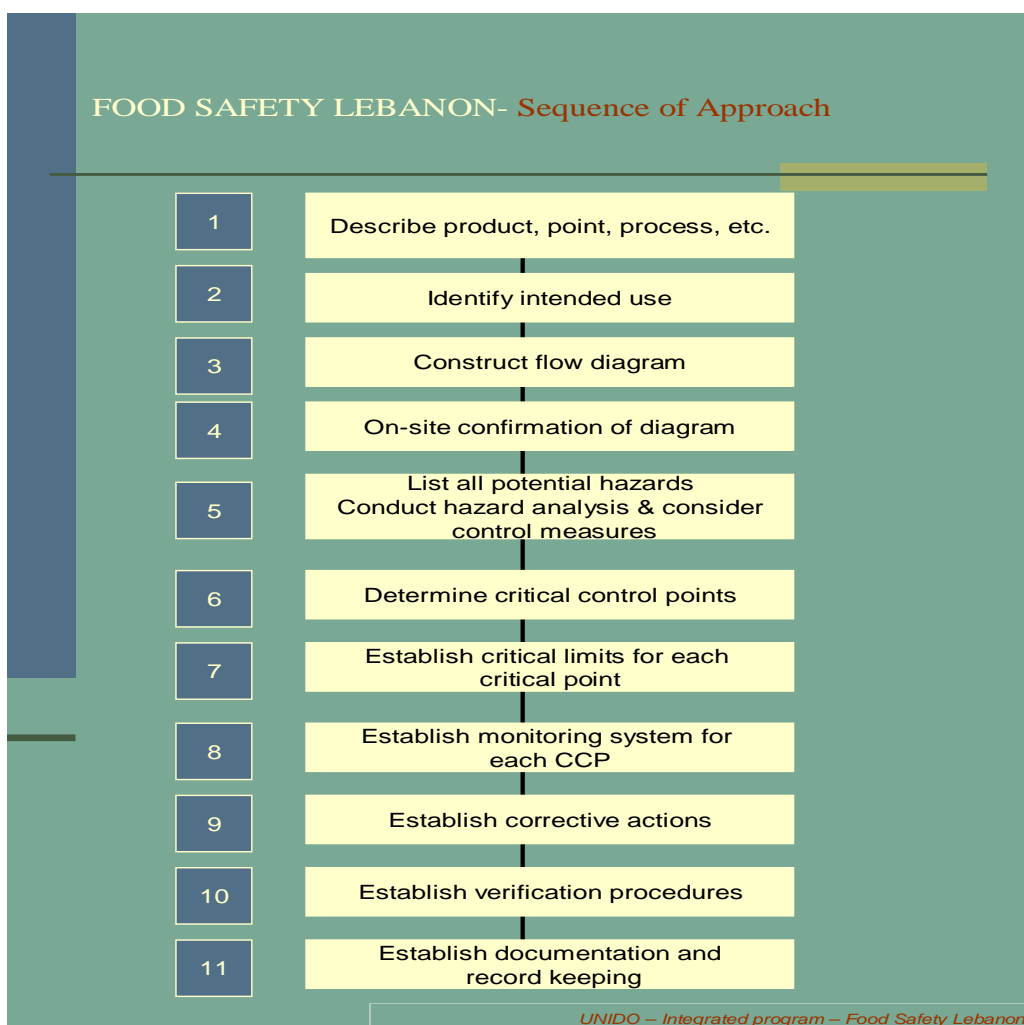 FOOD SAFETY LEBANON- Sequence of Approach
1
Describe product, point, process, etc.
2
Identify intended use
3
Construct flow diagram
4
On-site confirmation of diagram
5
List all potential hazards
Conduct hazard analysis & consider
control measures
6
Determine critical control points
7
Establish critical limits for each
critical point
8
Establish monitoring system for
each CCP
9
Establish corrective actions
10
Establish verification procedures
11
Establish documentation and
record keeping
UNIDO – Integrated program – Food Safety Lebanon